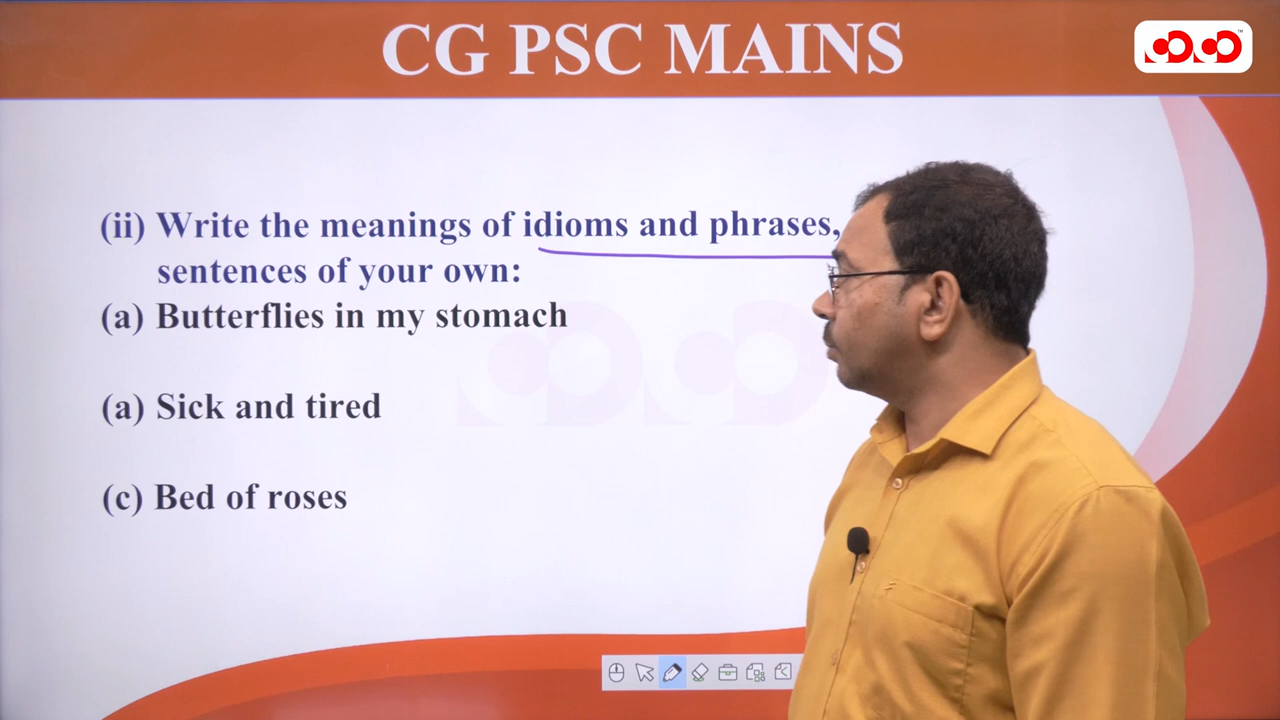 CG PSC MAINS
(ii) Write the meanings of idioms and phrases,
sentences of your own:
(a) Butterflies in my stomach
(a) Sick and tired
(c) Bed of roses